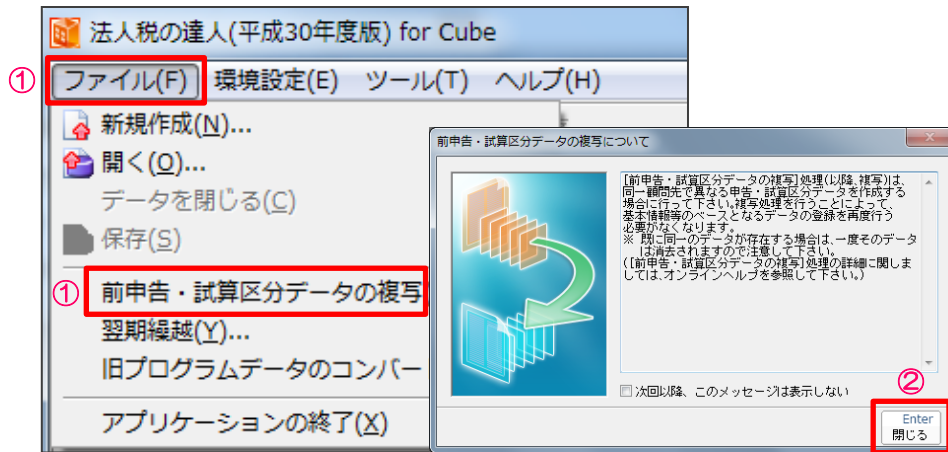 法人税の達人(平成30年度版) for Cube
① ファイル(F) 環境設定(E) ツール(T) ヘルプ(H)
新規作成(N)...
開く(O)...
データを閉じる(C)
保存(S)
① 前申告・試算区分データの複写
翌期繰越(Y)...
旧プログラムデータのコンバー
アプリケーションの終了(X)
前申告・試算区分データの複写について
[前申告・試算区分データの複写]処理(以降、複写)は、
同一顧問先で異なる申告・試算区分データを作成する
場合に行って下さい。複写処理を行うことによって、
基本情報等のベースとなるデータの登録を再度行う
必要がなくなります。
※ 既に同一のデータが存在する場合は、一度そのデータ
は消去されますので注意して下さい。
([前申告・試算区分データの複写]処理の詳細に関しま
しては、オンラインヘルプを参照して下さい。)
次回以降、このメッセージは表示しない
②
Enter
閉じる